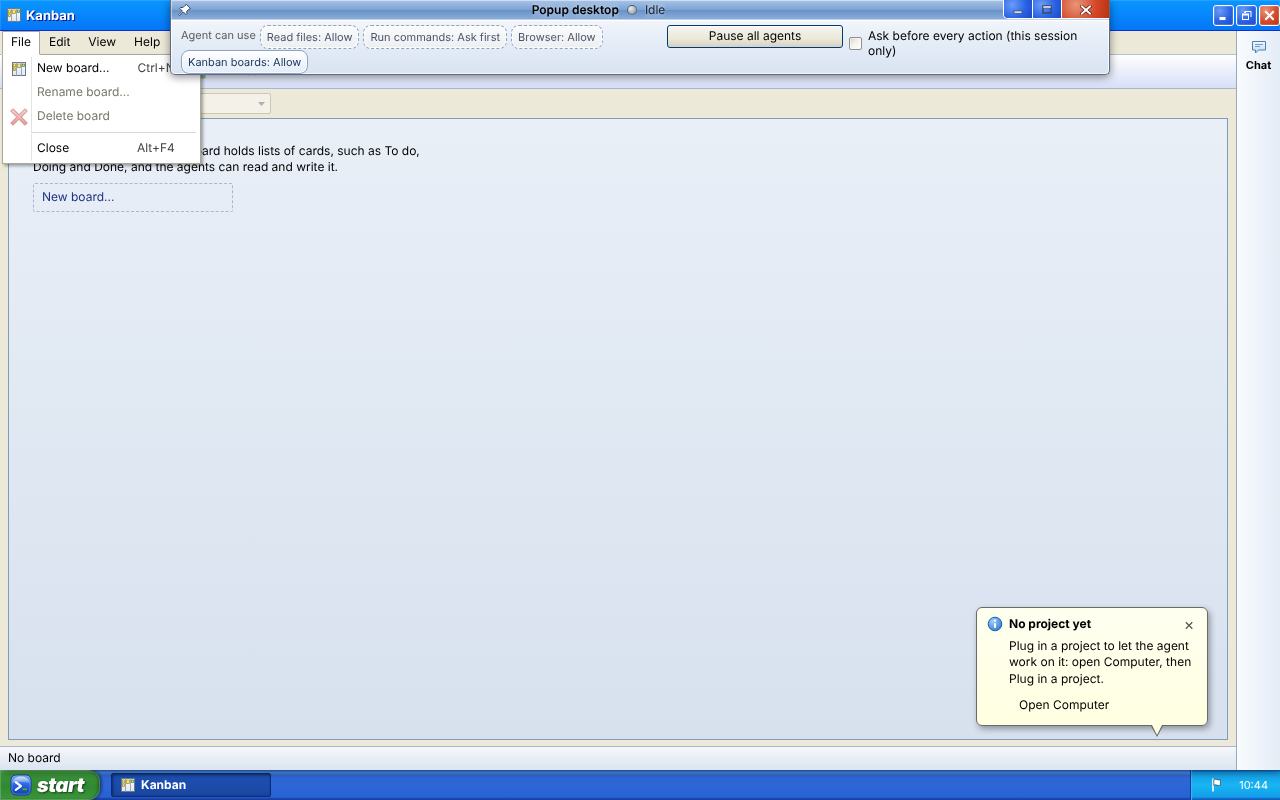 Kanban
Popup desktop
Idle
File
Edit
View
Help
Agent can use
Read files: Allow
Run commands: Ask first
Browser: Allow
Kanban boards: Allow
Pause all agents
Ask before every action (this session
only)
Chat
New board...
Ctrl+N
Rename board...
Delete board
Close
Alt+F4
holds lists of cards, such as To do,
Doing and Done, and the agents can read and write it.
New board...
No project yet
Plug in a project to let the agent
work on it: open Computer, then
Plug in a project.
Open Computer
No board
start
Kanban
10:44